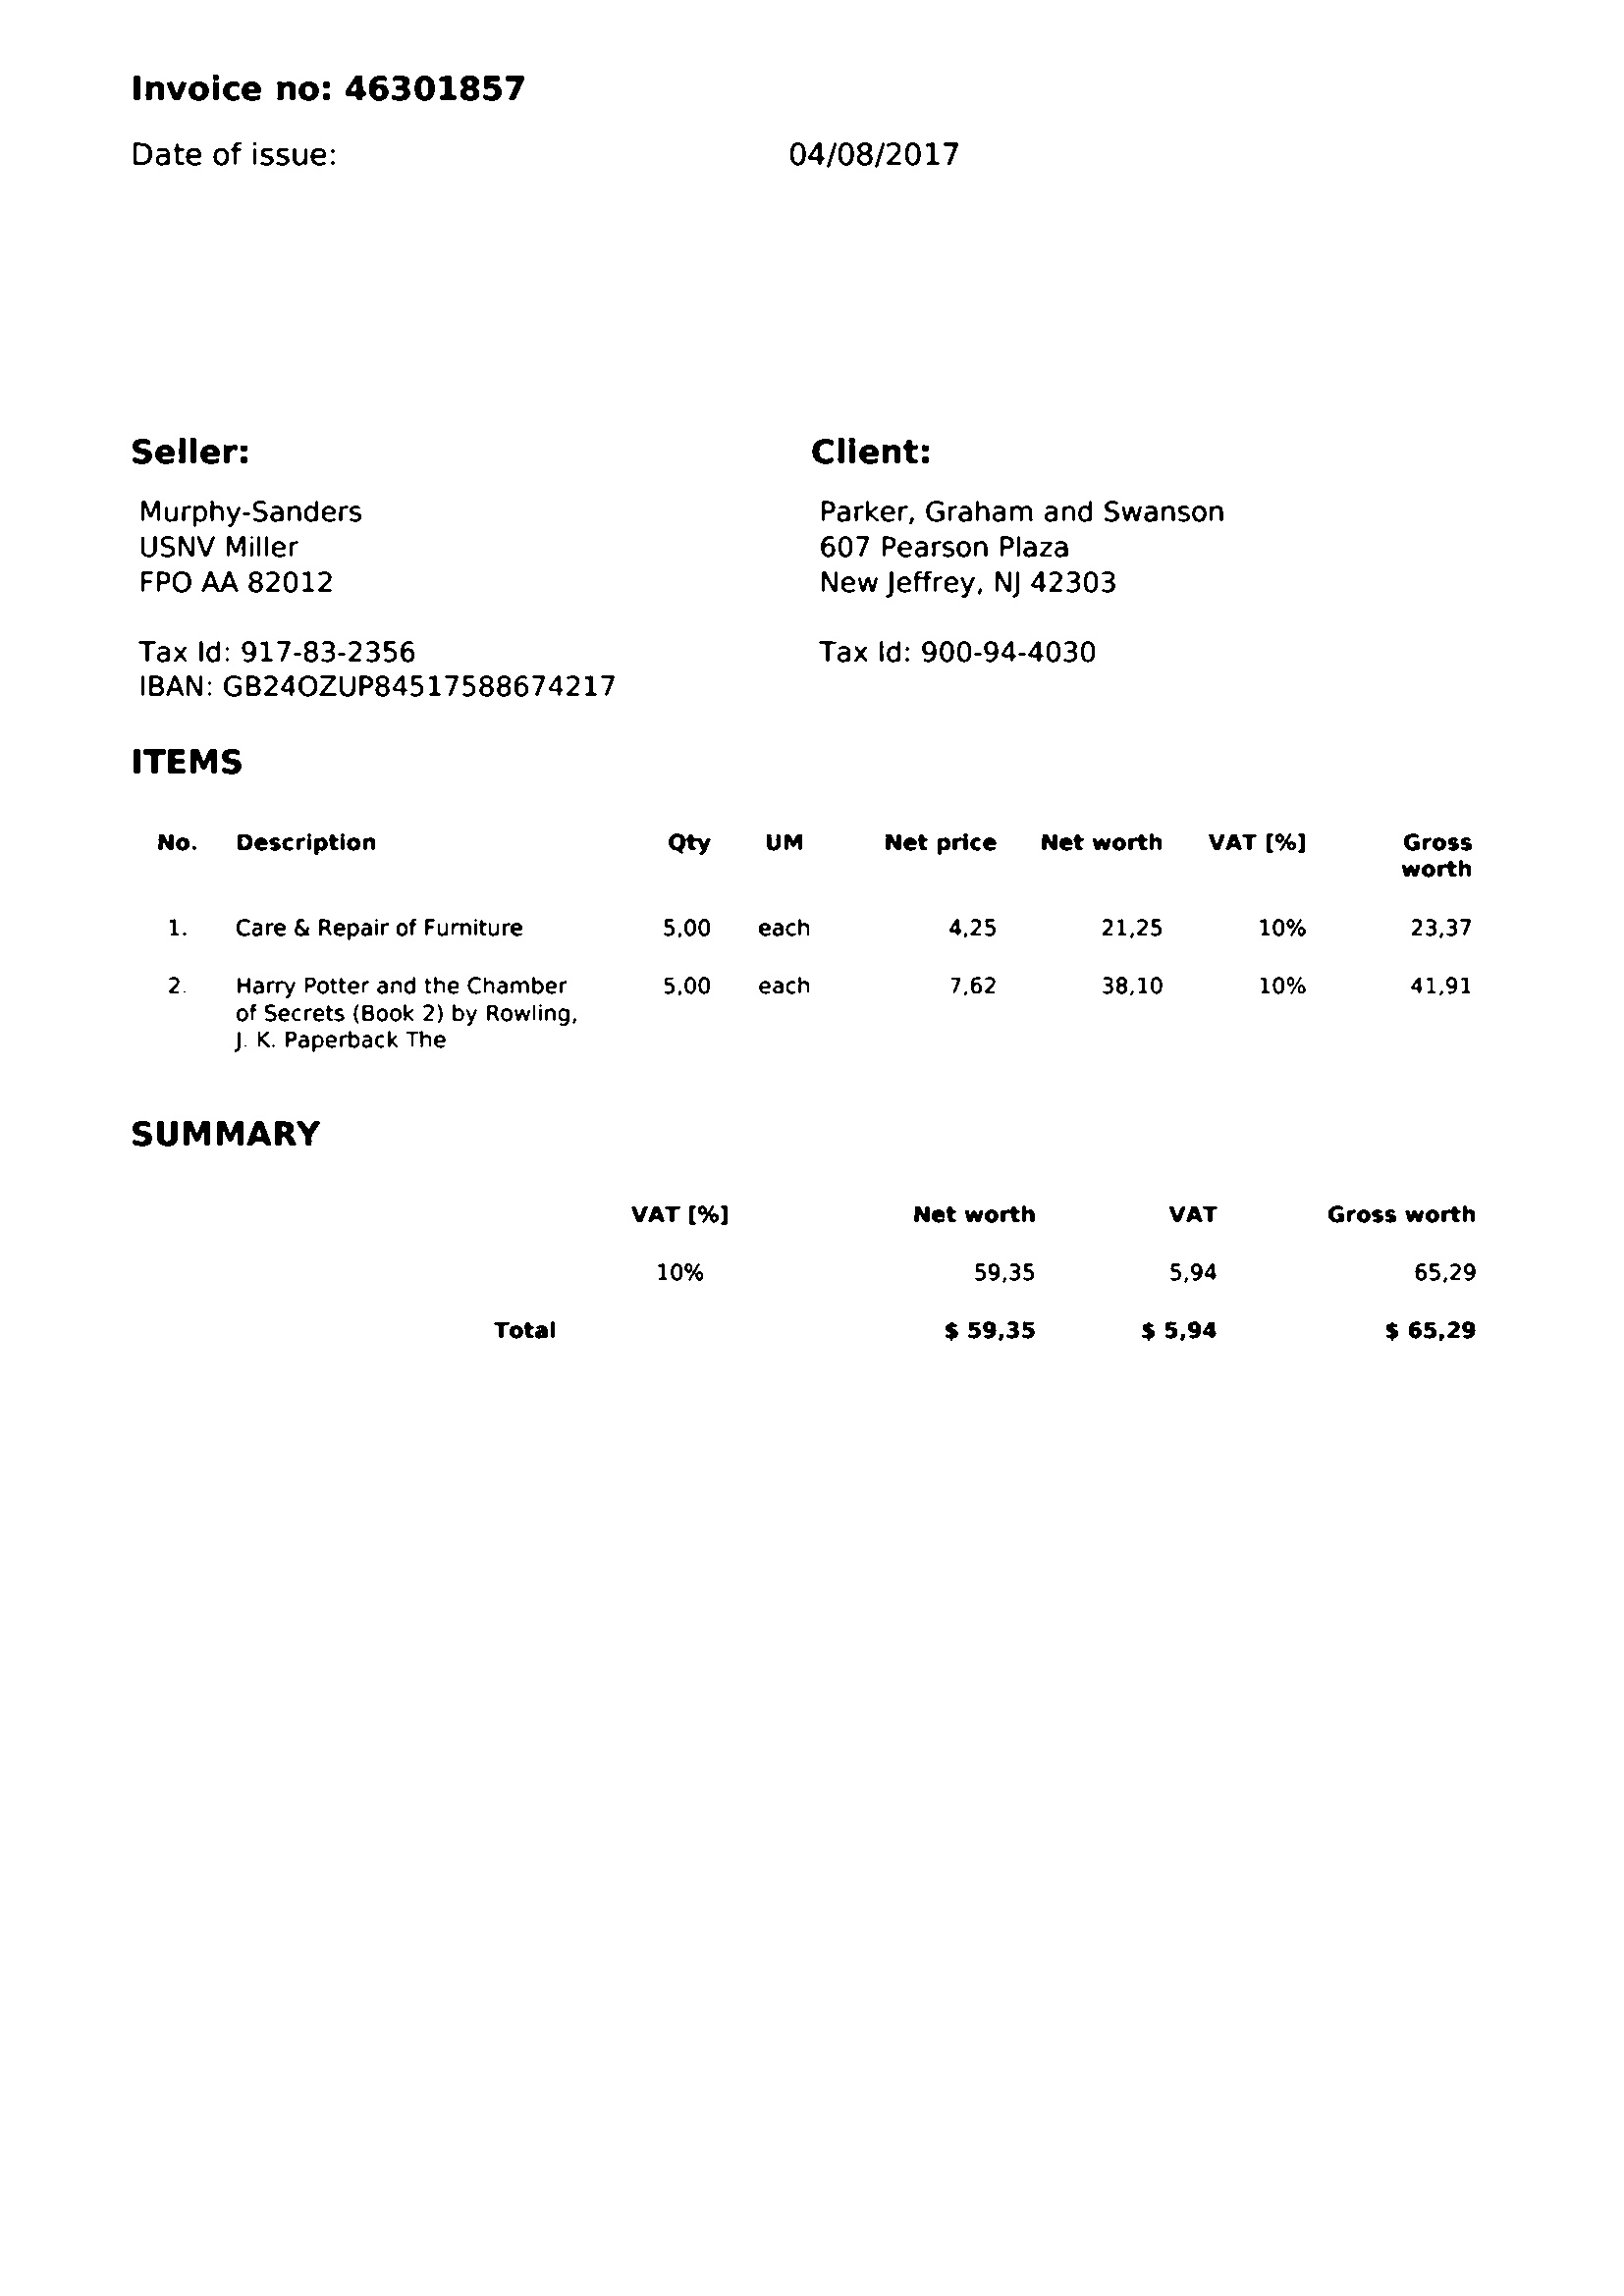 Invoice no: 46301857
Date of issue: 04/08/2017
Seller: Client:
Murphy-Sanders Parker, Graham and Swanson
USNV Miller 607 Pearson Plaza
FPO AA 82012 New Jeffrey, NJ 42303
Tax Id: 917-83-2356 Tax Id: 900-94-4030
IBAN: GB24OZUP84517588674217
ITEMS
No. Description Qty UM Net price Net worth VAT [%] Gross
worth
1. Care & Repair of Furniture 5,00 each 4,25 21,25 10% 23,37
2. Harry Potter and the Chamber 5,00 each 7,62 38,10 10% 41,91
of Secrets (Book 2) by Rowling,
J. K. Paperback The
SUMMARY
VAT [%] Net worth VAT Gross worth
10% 59,35 5,94 65,29
Total $ 59,35 $ 5,94 $ 65,29